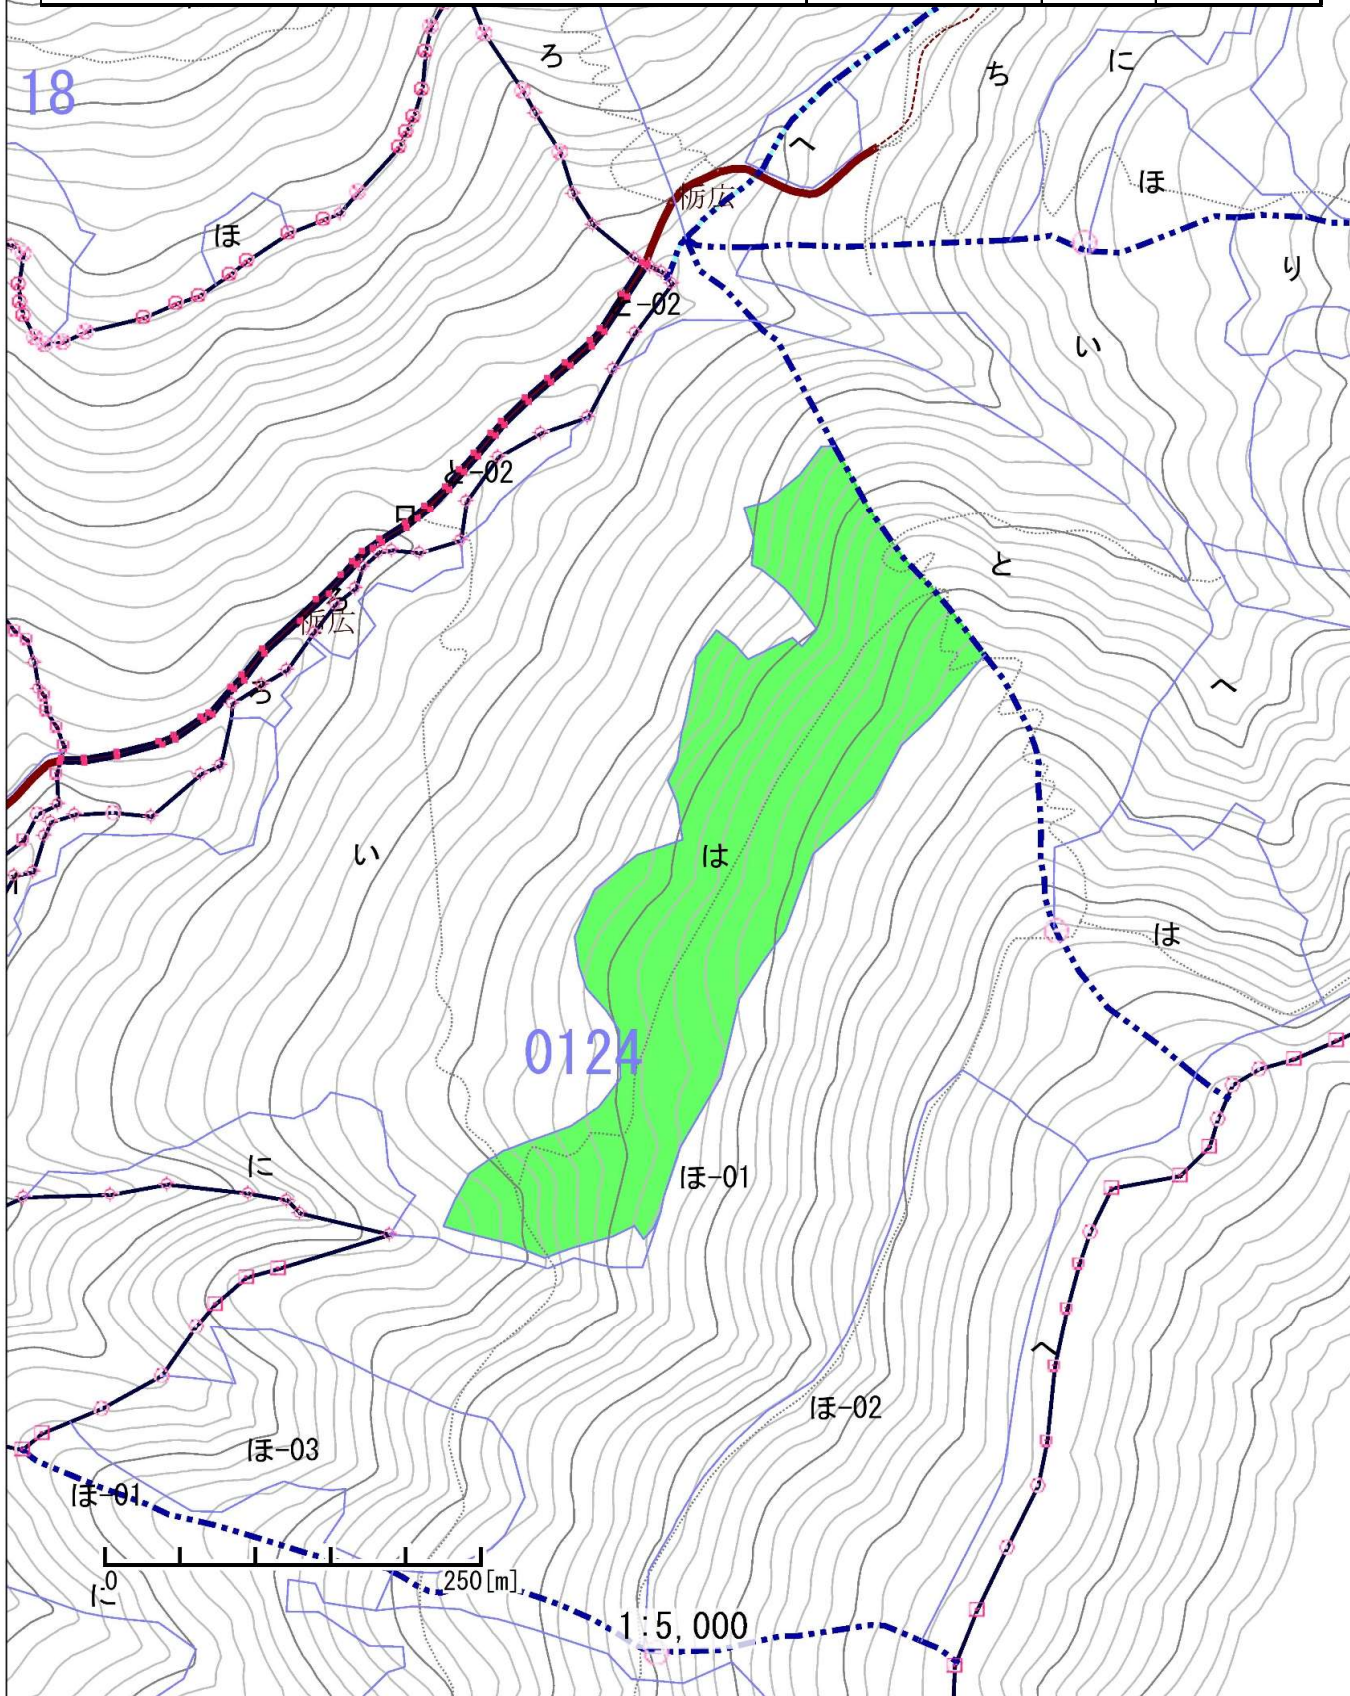 ろ
ち
に
18
へ
ほ
栃広
ほ
り
-02
い
と-02
ロ
と
栃広
へ
ろ
い
は
は
0124
に
ほ-01
へ
ほ-02
ほ-03
ほ-01
0
250[m]
に
1:5,000